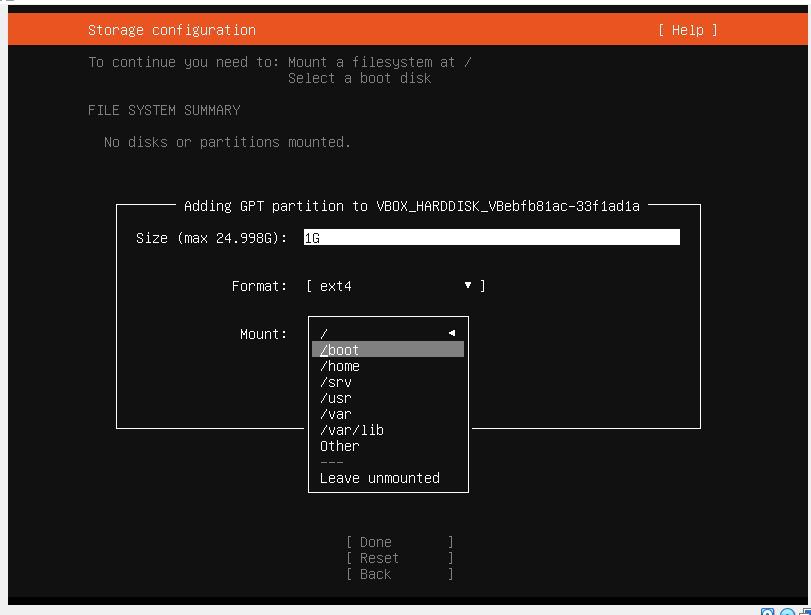 Storage configuration [ Help ]
To continue you need to: Mount a filesystem at /
Select a boot disk
FILE SYSTEM SUMMARY
No disks or partitions mounted.
Adding GPT partition to VBOX_HARDDISK_VBebfb81ac-33f1ad1a
Size (max 24.998G): 1G
Format: [ ext4 ▾ ]
Mount: / ◂
/boot
/home
/srv
/usr
/var
/var/lib
Other
---
Leave unmounted
[ Done ]
[ Reset ]
[ Back ]